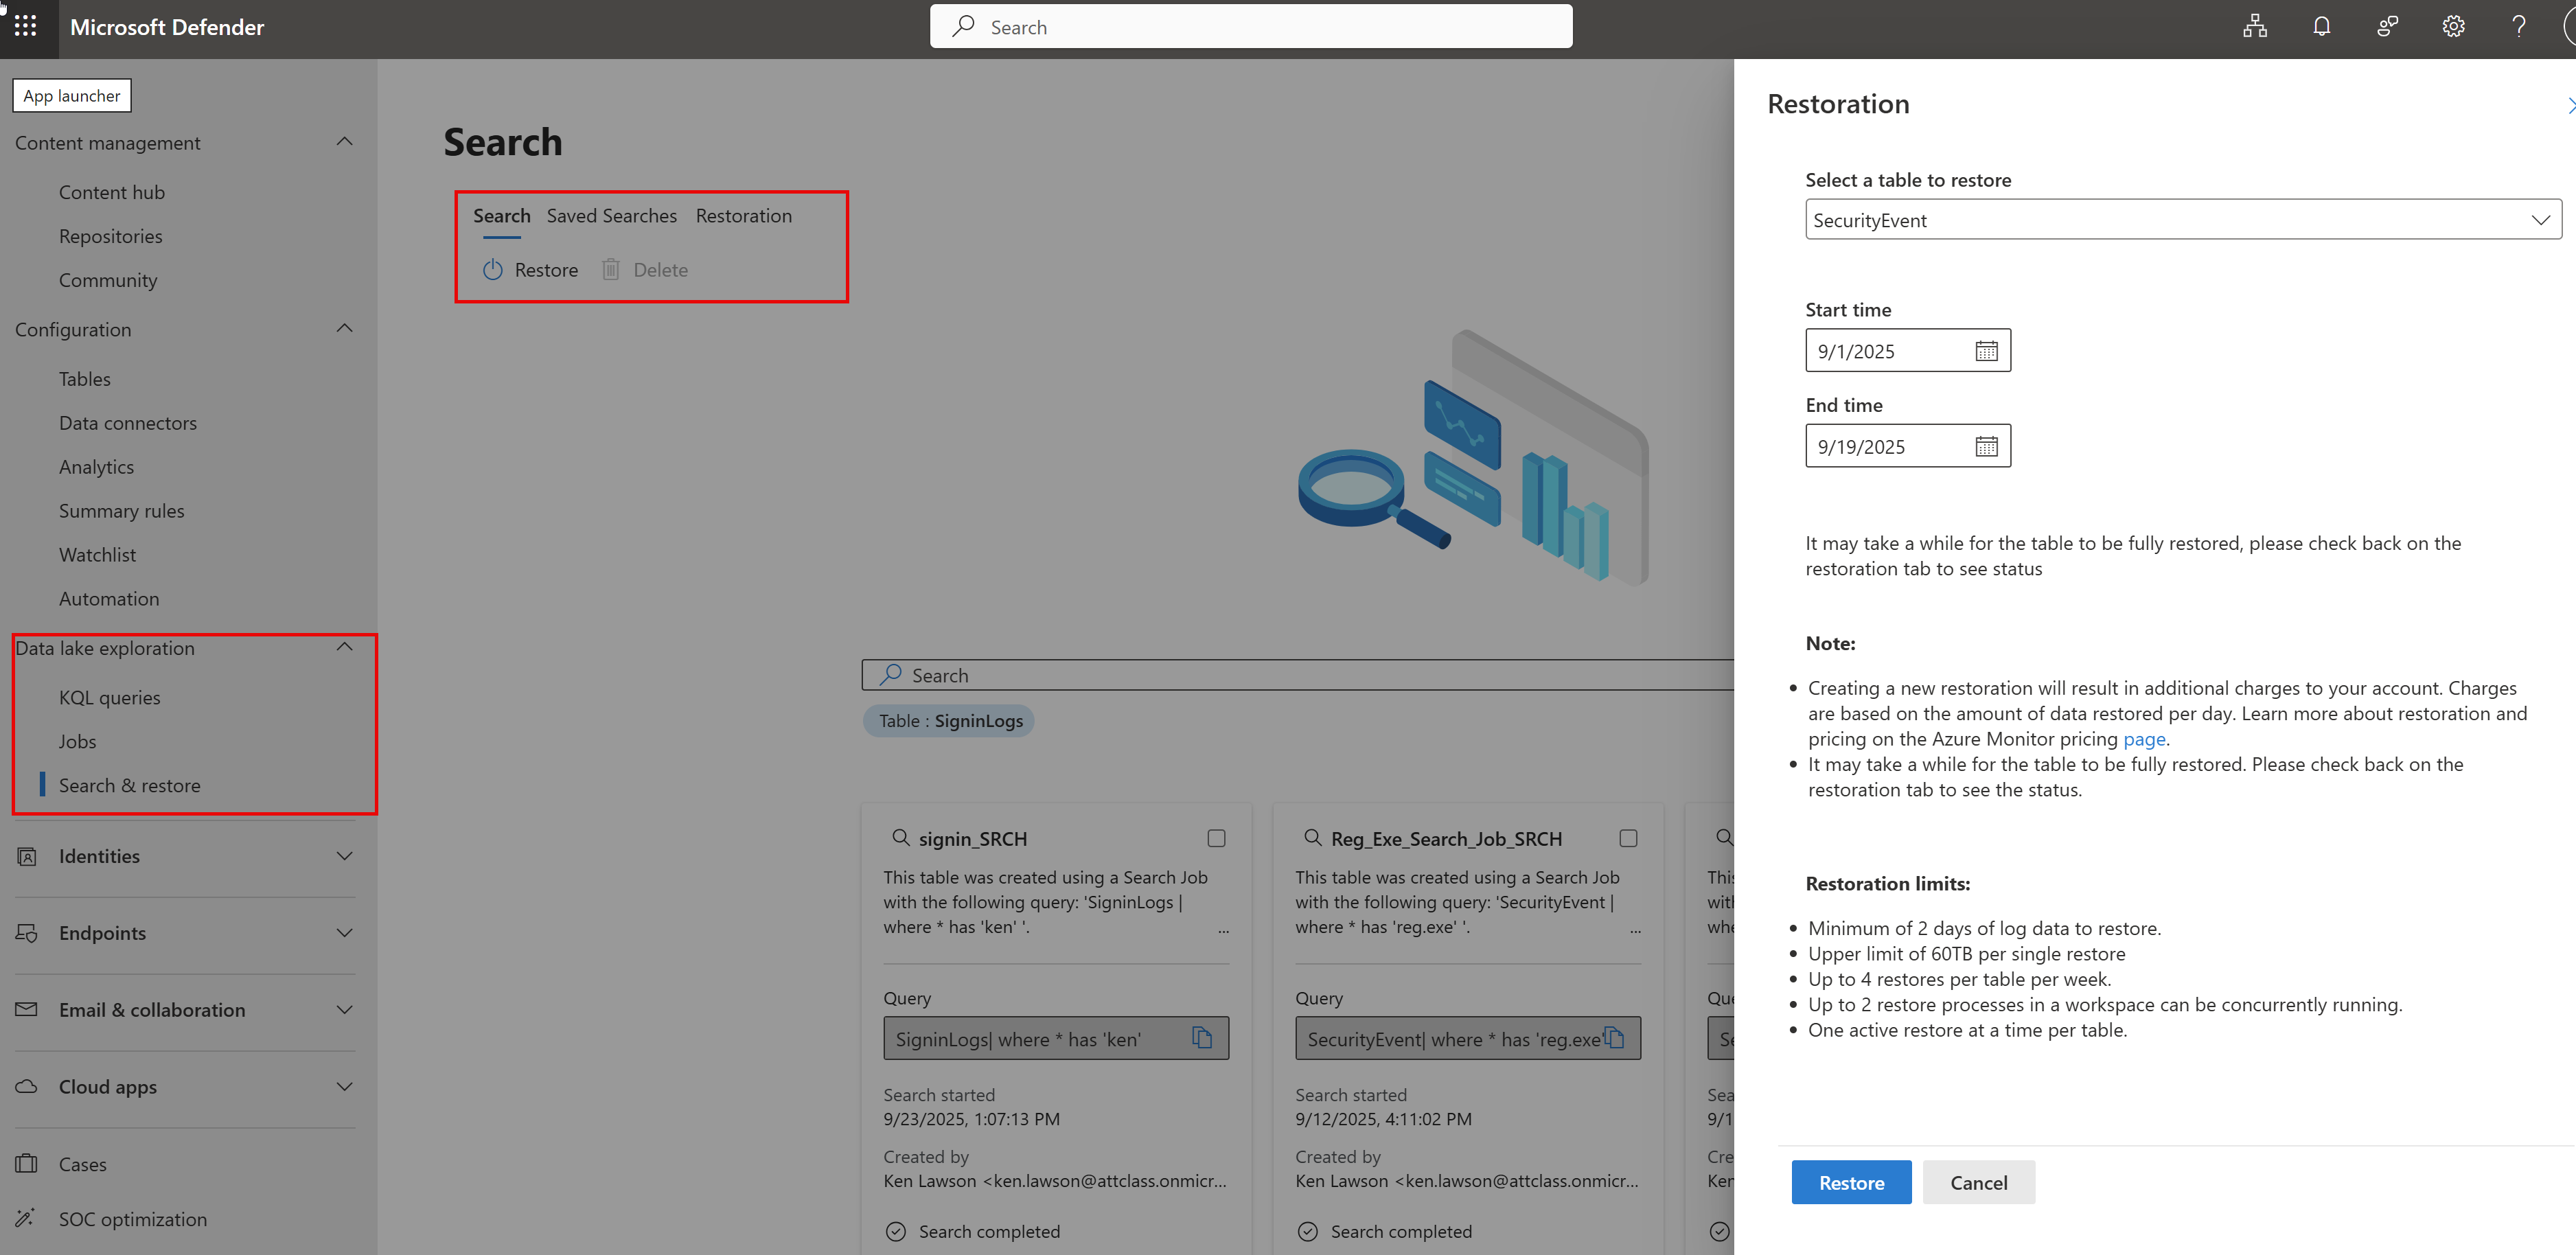 Microsoft Defender
Search
App launcher
Content management
Content hub
Repositories
Community
Configuration
Tables
Data connectors
Analytics
Summary rules
Watchlist
Automation
Data lake exploration
KQL queries
Jobs
Search & restore
Identities
Endpoints
Email & collaboration
Cloud apps
Cases
SOC optimization
Search
Search Saved Searches Restoration
Restore Delete
Search
Table : SigninLogs
signin_SRCH
This table was created using a Search Job
with the following query: 'SigninLogs |
where * has 'ken' '. ...
Query
SigninLogs| where * has 'ken'
Search started
9/23/2025, 1:07:13 PM
Created by
Ken Lawson <ken.lawson@attclass.onmicr...
Search completed
Reg_Exe_Search_Job_SRCH
This table was created using a Search Job
with the following query: 'SecurityEvent |
where * has 'reg.exe' '. ...
Query
SecurityEvent| where * has 'reg.exe'
Search started
9/12/2025, 4:11:02 PM
Created by
Ken Lawson <ken.lawson@attclass.onmicr...
Search completed
Restoration
Select a table to restore
SecurityEvent
Start time
9/1/2025
End time
9/19/2025
It may take a while for the table to be fully restored, please check back on the
restoration tab to see status
Note:
Creating a new restoration will result in additional charges to your account. Charges
are based on the amount of data restored per day. Learn more about restoration and
pricing on the Azure Monitor pricing page.
It may take a while for the table to be fully restored. Please check back on the
restoration tab to see the status.
Restoration limits:
Minimum of 2 days of log data to restore.
Upper limit of 60TB per single restore
Up to 4 restores per table per week.
Up to 2 restore processes in a workspace can be concurrently running.
One active restore at a time per table.
Restore Cancel